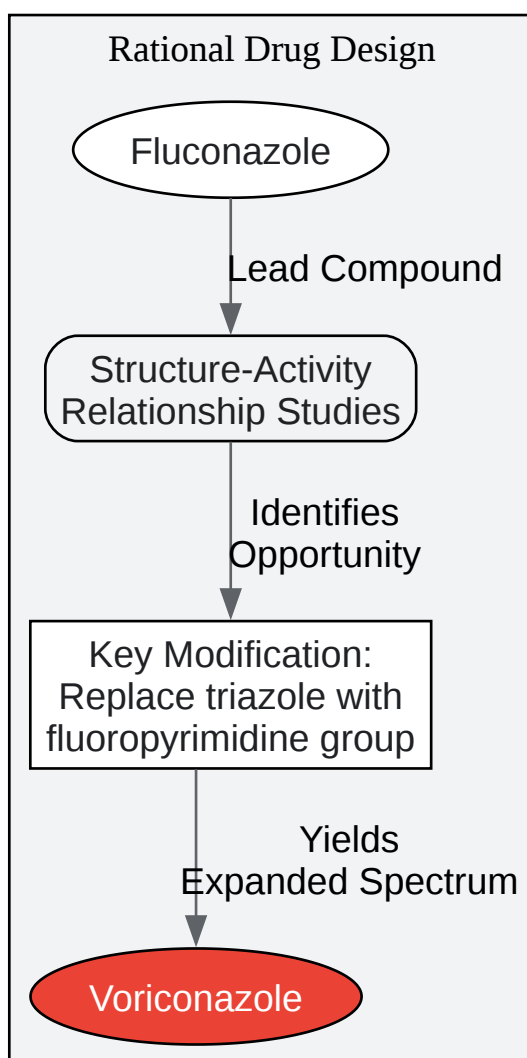 Rational Drug Design
Fluconazole
Lead Compound
Structure-Activity
Relationship Studies
Identifies
Opportunity
Key Modification:
Replace triazole with
fluoropyrimidine group
Yields
Expanded Spectrum
Voriconazole